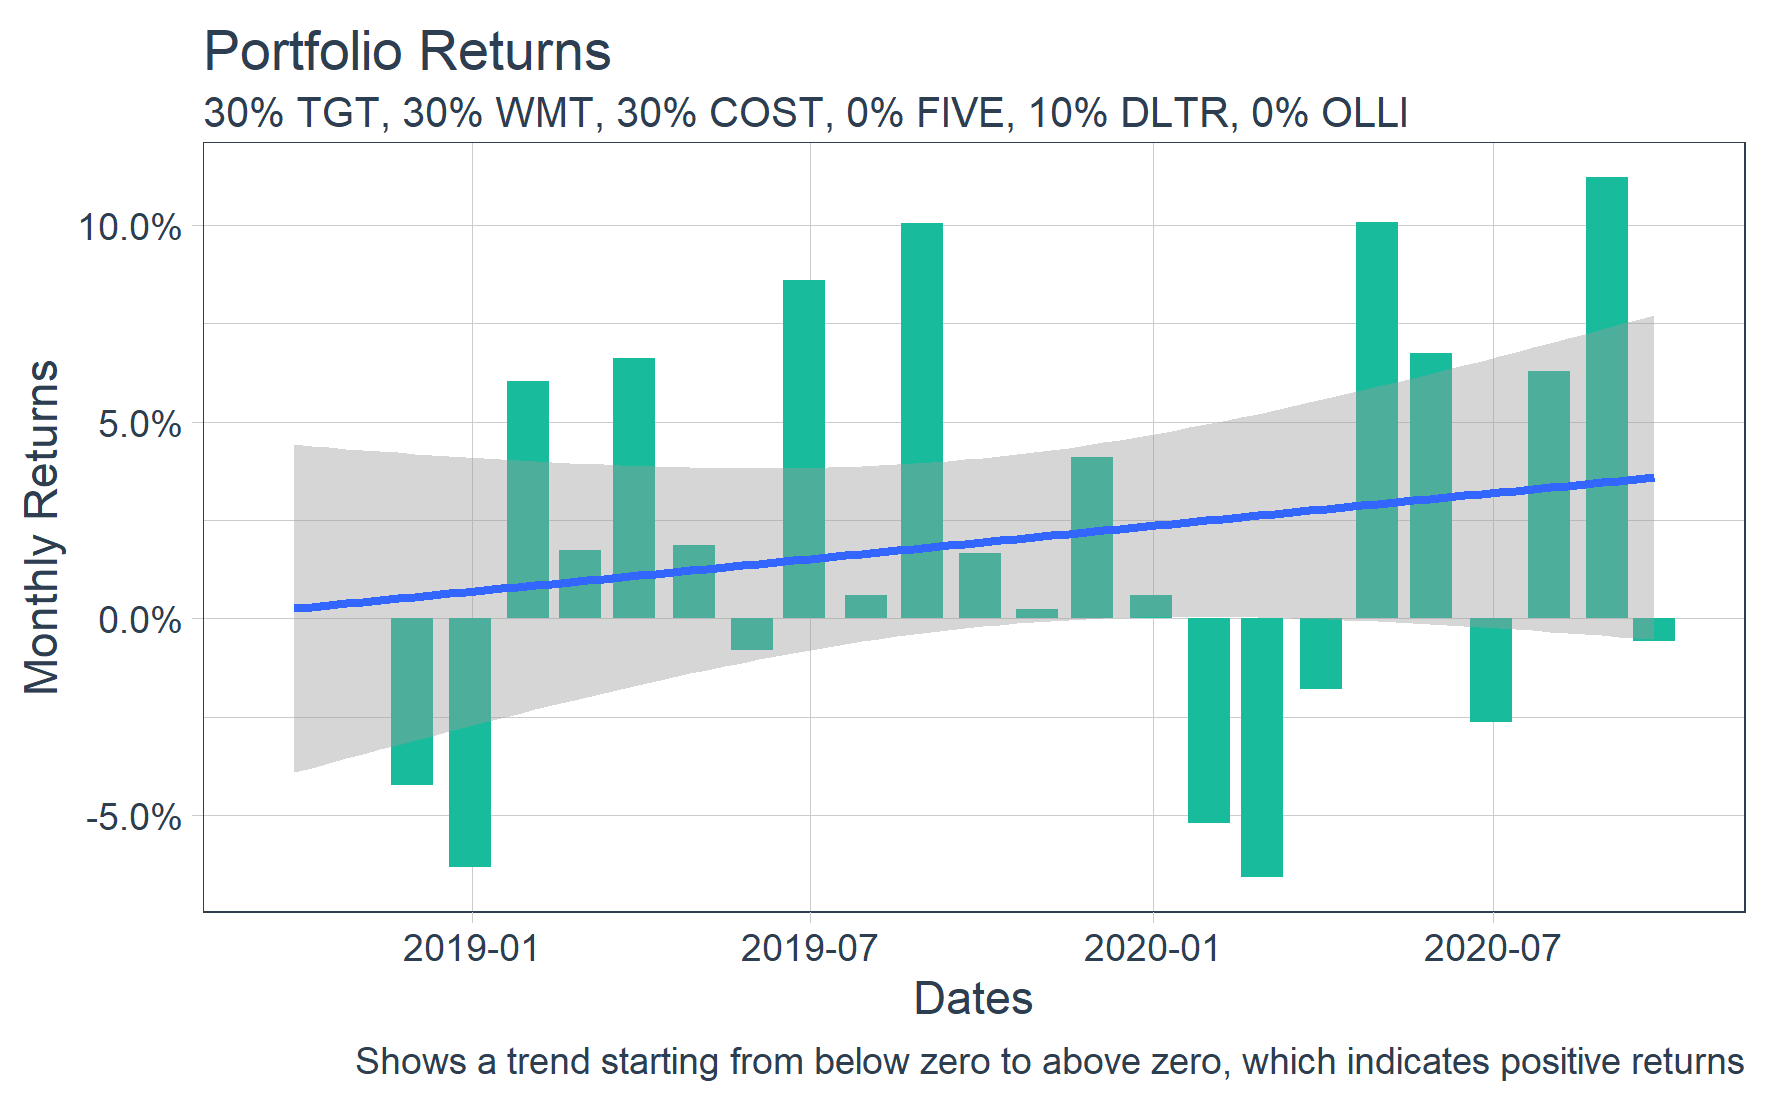 Portfolio Returns
30% TGT, 30% WMT, 30% COST, 0% FIVE, 10% DLTR, 0% OLLI
Monthly Returns
10.0%
5.0%
0.0%
-5.0%
2019-01 2019-07 2020-01 2020-07
Dates
Shows a trend starting from below zero to above zero, which indicates positive returns